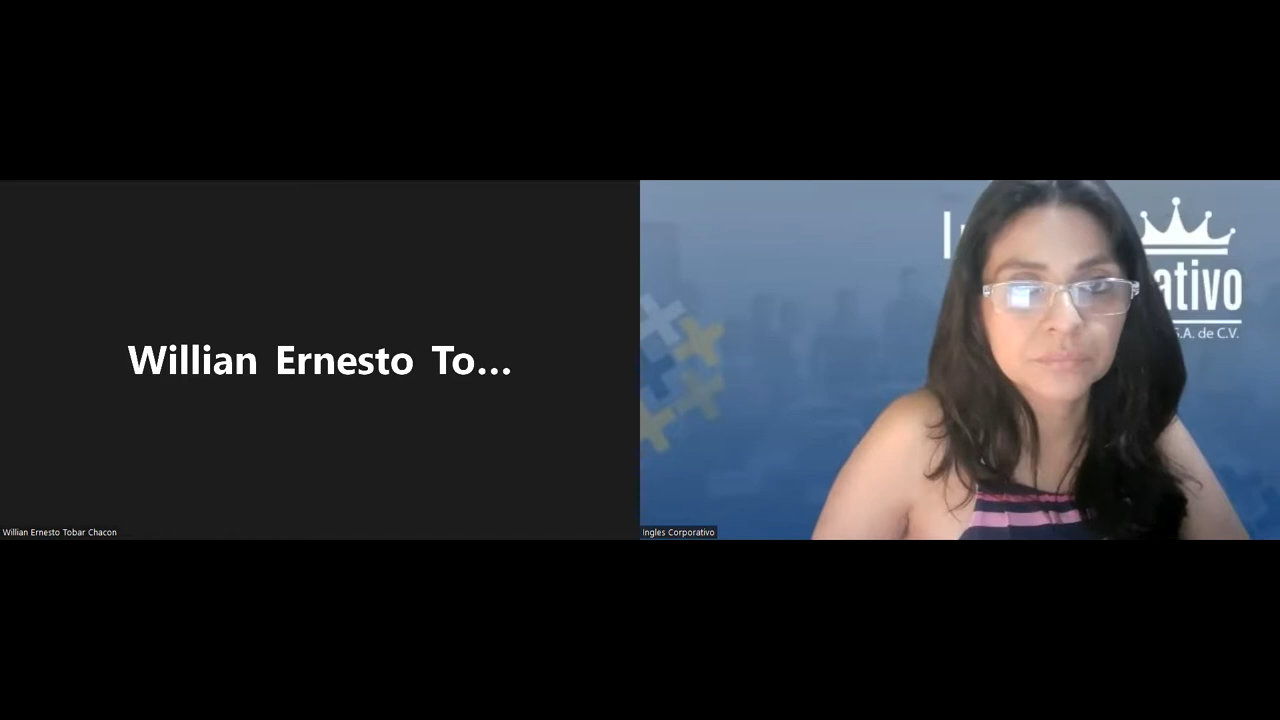 Willian Ernesto To...
ativo
S.A. de C.V.
Willian Ernesto Tobar Chacon
Ingles Corporativo